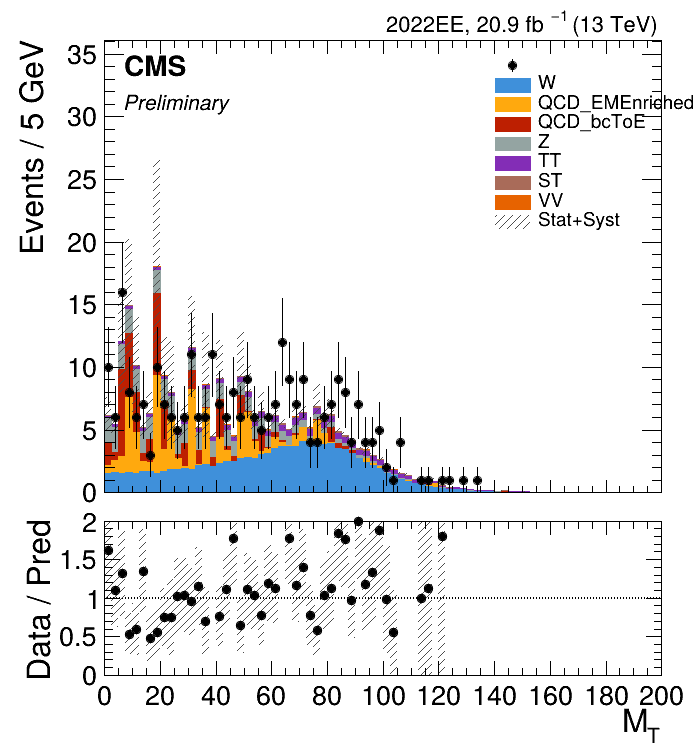 2022EE, 20.9 fb⁻¹ (13 TeV)
CMS
Preliminary
W
QCD_EMEnriched
QCD_bcToE
Z
TT
ST
VV
Stat+Syst
Events / 5 GeV
35
30
25
20
15
10
5
0
Data / Pred
2
1.5
1
0.5
0
0 20 40 60 80 100 120 140 160 180 200
M_T